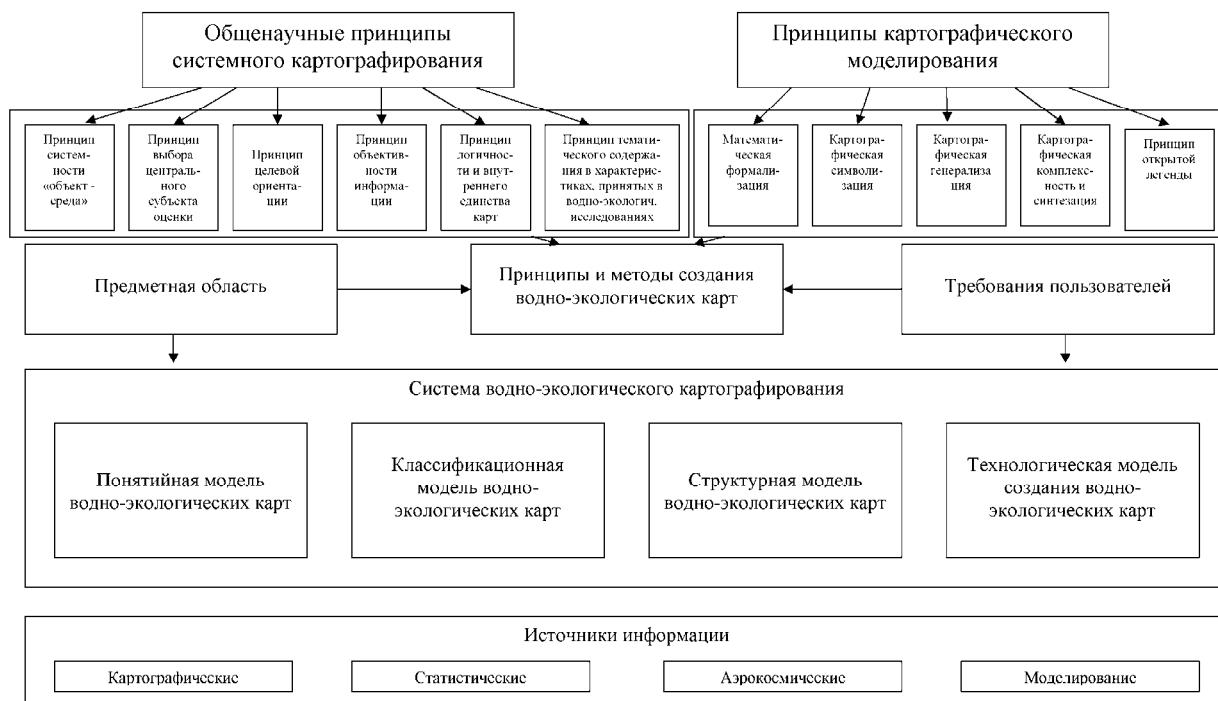 Общенаучные принципы
системного картографирования
Принципы картографического
моделирования
Принцип
систем-
ности
«объект -
среда»
Принцип
выбора
централь-
ного
субъекта
оценки
Принцип
целевой
ориента-
ции
Принцип
объектив-
ности
информа-
ции
Принцип
логичнос-
ти и внут-
реннего
единства
карт
Принцип темати-
ческого содержа-
ния в характерис-
тиках, принятых в
водно-экологич.
исследованиях
Математи-
ческая
формали-
зация
Картогра-
фическая
символи-
зация
Картогра-
фическая
генерализа
ция
Картогра-
фическая
комплекс-
ность и
синтезация
Принцип
открытой
легенды
Предметная область
Принципы и методы создания
водно-экологических карт
Требования пользователей
Система водно-экологического картографирования
Понятийная модель
водно-экологических карт
Классификационная
модель водно-
экологических карт
Структурная модель
водно-экологических карт
Технологическая модель
создания водно-
экологических карт
Источники информации
Картографические
Статистические
Аэрокосмические
Моделирование